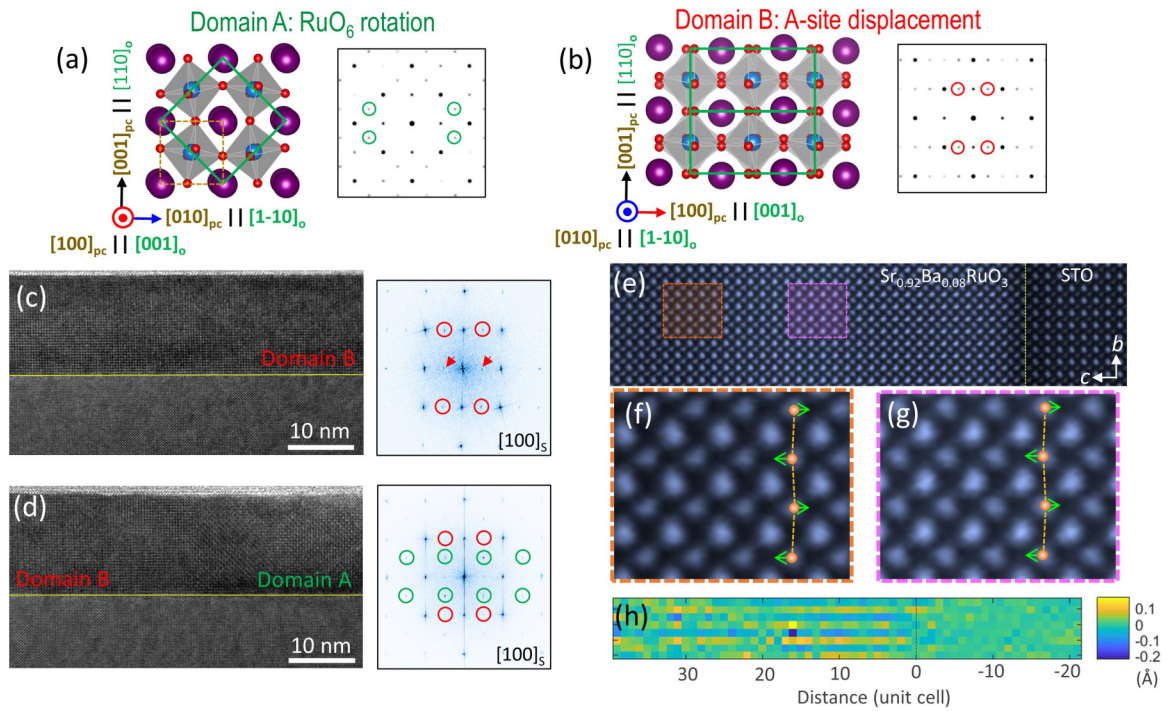 Domain A: RuO₆ rotation
Domain B: A-site displacement
(a)
[001]pc || [110]o
[010]pc || [1-10]o
[100]pc || [001]o
(b)
[001]pc || [110]o
[100]pc || [001]o
[010]pc || [1-10]o
(c)
Domain B
10 nm
[100]S
(d)
Domain B
Domain A
10 nm
[100]S
(e)
Sr0.92Ba0.08RuO3
STO
b
c
(f)
(g)
(h)
0.1
0
-0.1
-0.2
(Å)
30
20
10
0
-10
-20
Distance (unit cell)